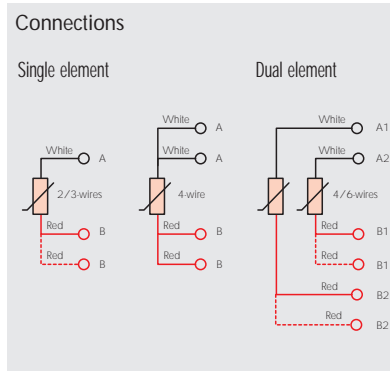 Connections
Single element
Dual element
White A
2/3-wires
Red B
Red B
White A
White A
4-wire
Red B
Red B
White A1
White A2
4/6-wires
Red B1
Red B1
Red B2
Red B2